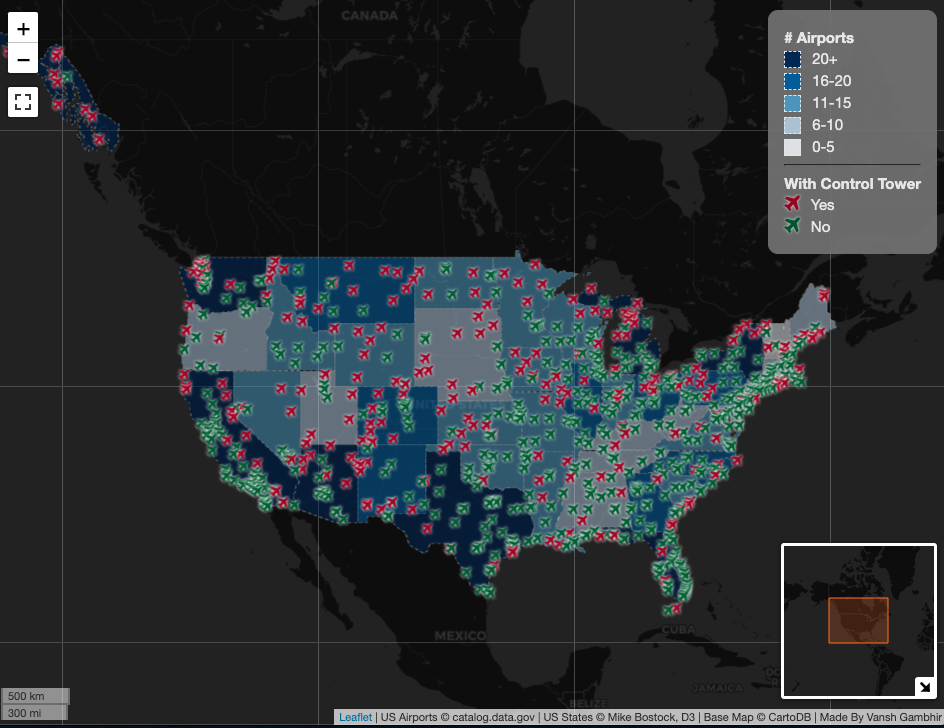 CANADA
+
−
# Airports
20+
16-20
11-15
6-10
0-5
With Control Tower
Yes
No
UNITED STATES
MEXICO
CUBA
JAMAICA
BELIZE
500 km
300 mi
Leaflet | US Airports © catalog.data.gov | US States © Mike Bostock, D3 | Base Map © CartoDB | Made By Vansh Gambhir